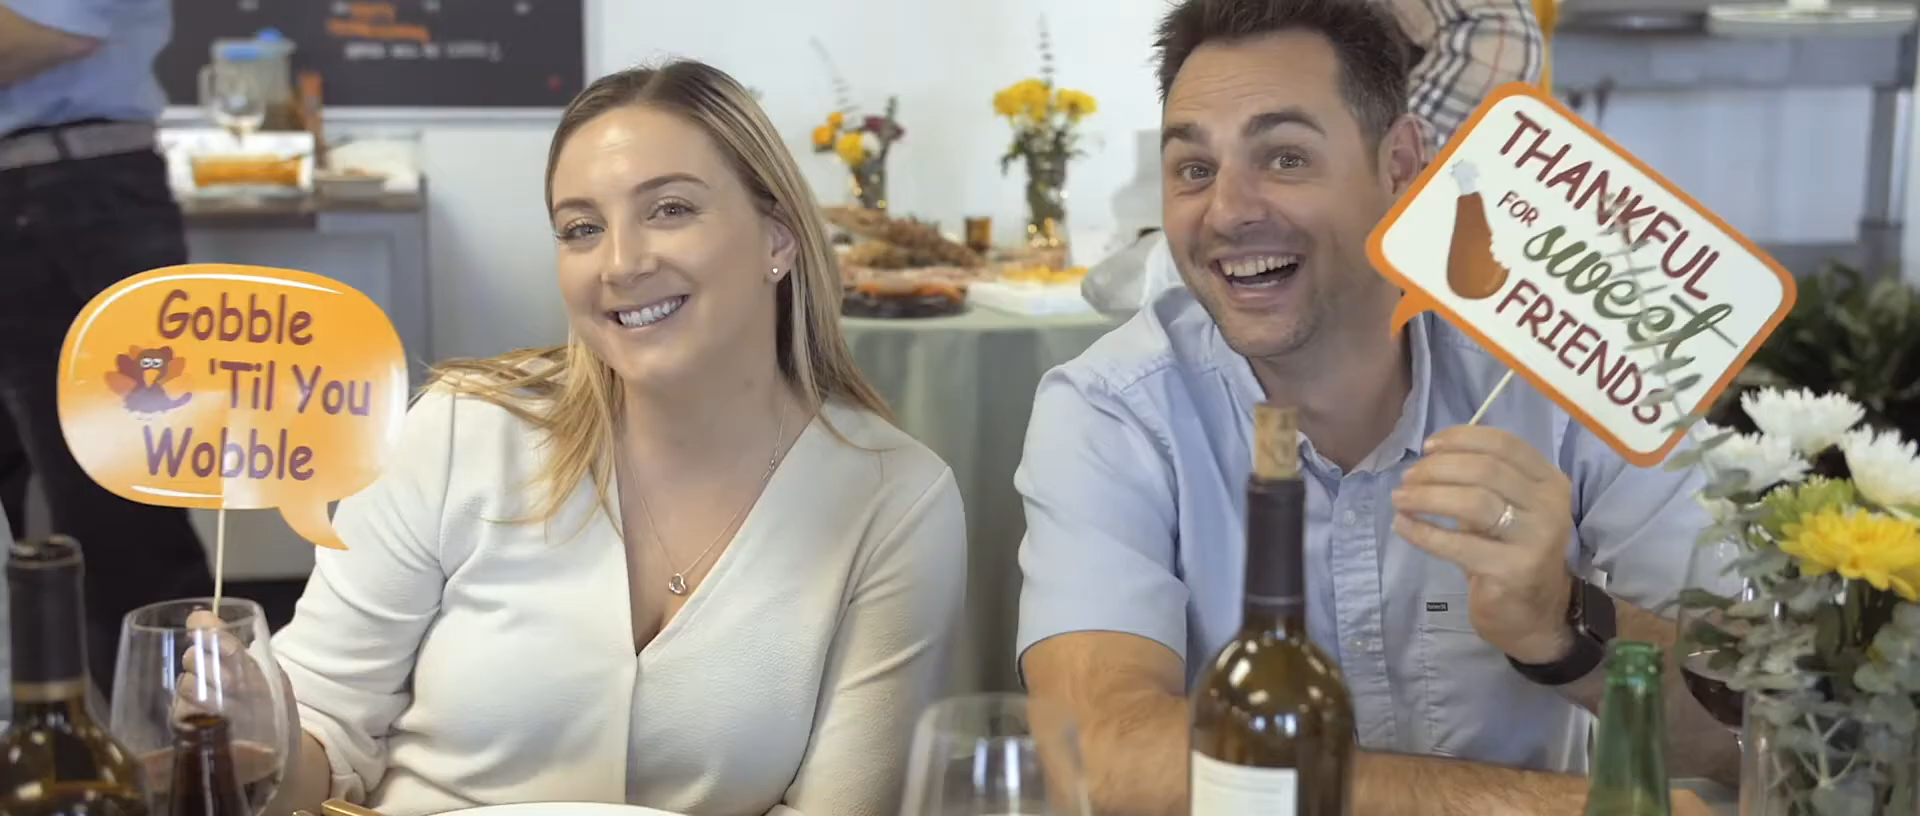 Gobble
'Til You
Wobble
THANKFUL
FOR sweet
FRIENDS